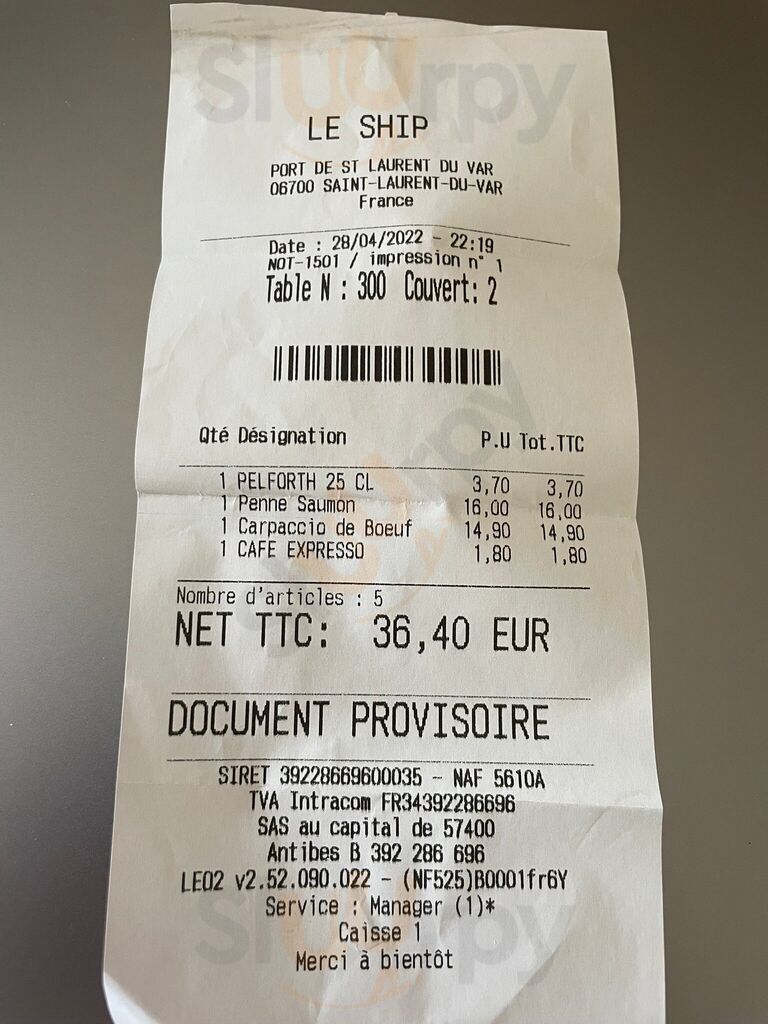 Sluurpy
LE SHIP
PORT DE ST LAURENT DU VAR
06700 SAINT-LAURENT-DU-VAR
France
Date : 28/04/2022 - 22:19
NOT-1501 / impression n° 1
Table N : 300 Couvert: 2
Qté Désignation P.U Tot.TTC
1 PELFORTH 25 CL 3,70 3,70
1 Penne Saumon 16,00 16,00
1 Carpaccio de Boeuf 14,90 14,90
1 CAFE EXPRESSO 1,80 1,80
Nombre d'articles : 5
NET TTC: 36,40 EUR
DOCUMENT PROVISOIRE
SIRET 39228669600035 - NAF 5610A
TVA Intracom FR34392286696
SAS au capital de 57400
Antibes B 392 286 696
LEO2 v2.52.090.022 - (NF525)B0001fr6Y
Service : Manager (1)*
Caisse 1
Merci à bientôt
Sluurpy